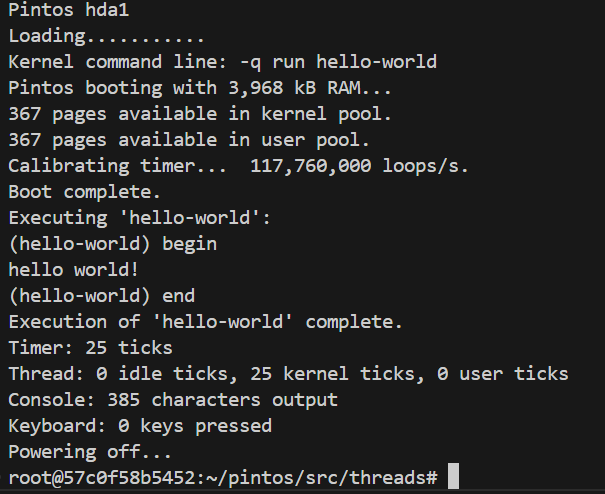 Pintos hda1
Loading...........
Kernel command line: -q run hello-world
Pintos booting with 3,968 kB RAM...
367 pages available in kernel pool.
367 pages available in user pool.
Calibrating timer...  117,760,000 loops/s.
Boot complete.
Executing 'hello-world':
(hello-world) begin
hello world!
(hello-world) end
Execution of 'hello-world' complete.
Timer: 25 ticks
Thread: 0 idle ticks, 25 kernel ticks, 0 user ticks
Console: 385 characters output
Keyboard: 0 keys pressed
Powering off...
root@57c0f58b5452:~/pintos/src/threads#